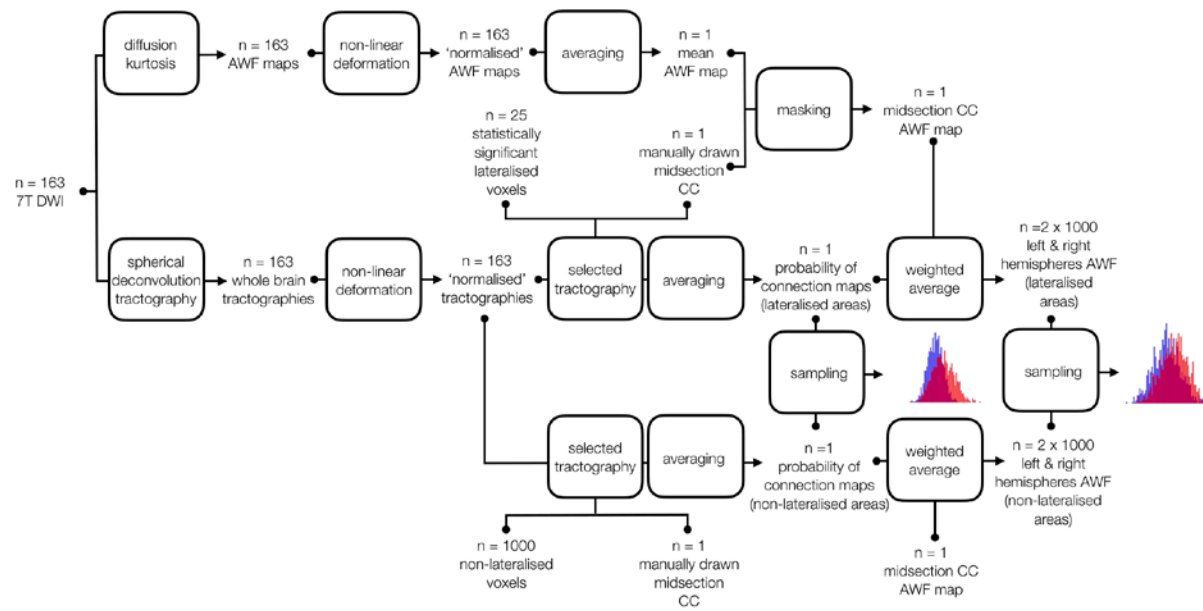 diffusion
kurtosis
n = 163
AWF maps
non-linear
deformation
n = 163
‘normalised’
AWF maps
averaging
n = 1
mean
AWF map
masking
n = 1
midsection CC
AWF map
n = 25
statistically
significant
lateralised
voxels
n = 1
manually drawn
midsection
CC
n = 163
7T DWI
spherical
deconvolution
tractography
n = 163
whole brain
tractographies
non-linear
deformation
n = 163
‘normalised’
tractographies
selected
tractography
averaging
n = 1
probability of
connection maps
(lateralised areas)
weighted
average
n =2 x 1000
left & right
hemispheres AWF
(lateralised
areas)
sampling
sampling
selected
tractography
averaging
n =1
probability of
connection maps
(non-lateralised areas)
weighted
average
n = 2 x 1000
left & right
hemispheres AWF
(non-lateralised
areas)
n = 1000
non-lateralised
voxels
n = 1
manually drawn
midsection
CC
n = 1
midsection CC
AWF map